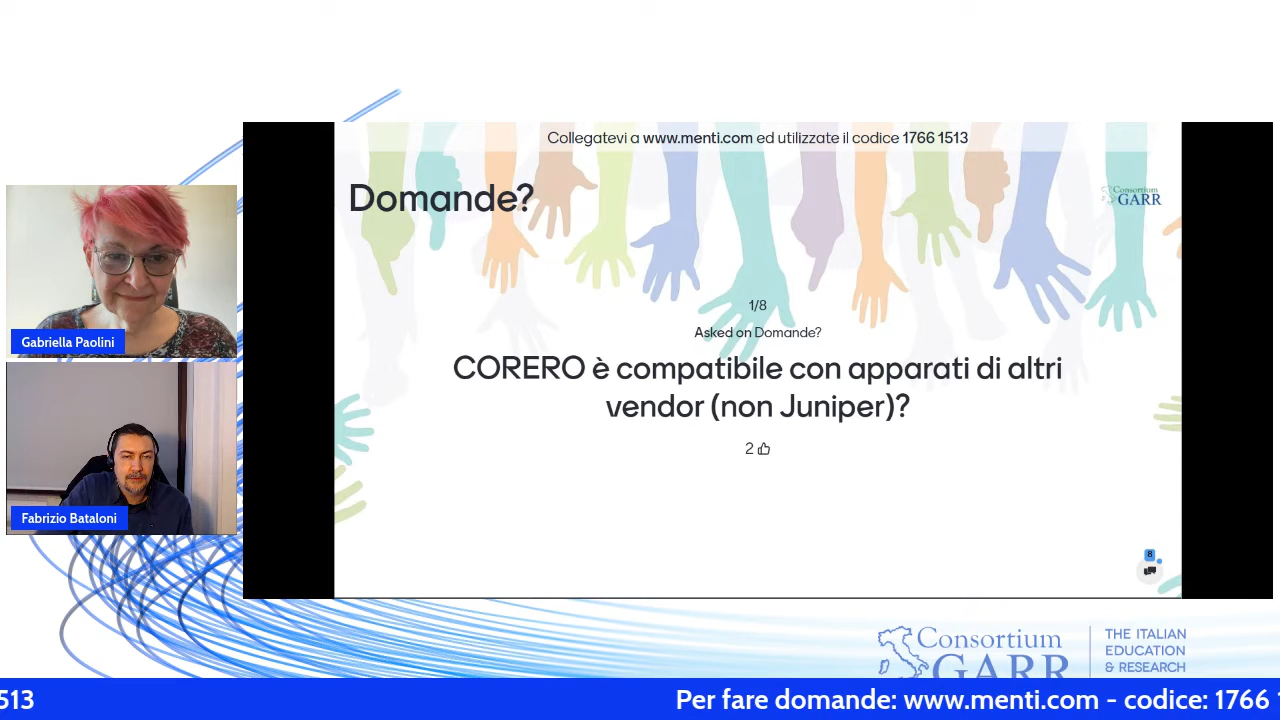 Collegatevi a www.menti.com ed utilizzate il codice 1766 1513
Domande?
Consortium
GARR
1/8
Asked on Domande?
CORERO è compatibile con apparati di altri
vendor (non Juniper)?
2
8
Gabriella Paolini
Fabrizio Bataloni
Consortium
GARR
THE ITALIAN
EDUCATION
& RESEARCH
513
Per fare domande: www.menti.com - codice: 1766 1